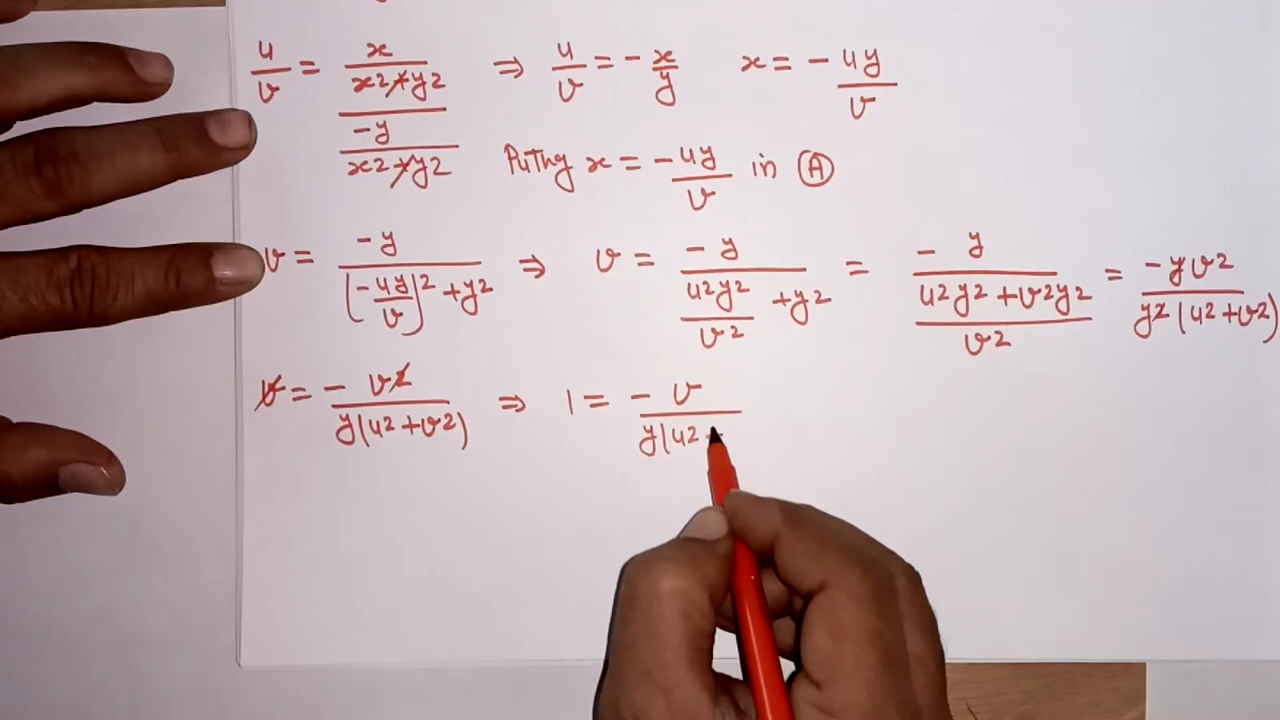 u/v = x/(x2+y2) / -y/(x2+y2) ⇒ u/v = -x/y x = -uy/v
Puting x = -uy/v in Ⓐ
v = -y/((-uy/v)2+y2) ⇒ v = -y/(u2y2/v2 +y2) = -y/((u2y2+v2y2)/v2) = -yv2/(y2(u2+v2))
v = -v2/(y(u2+v2)) ⇒ 1 = -v/(y(u2